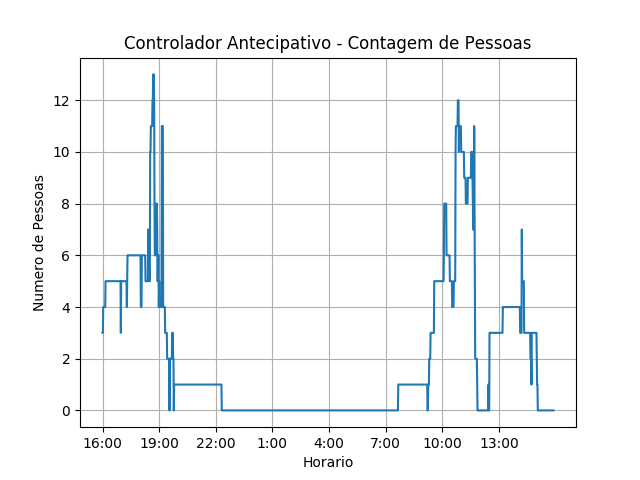 Controlador Antecipativo - Contagem de Pessoas
12
10
8
6
4
2
0
Numero de Pessoas
16:00 19:00 22:00 1:00 4:00 7:00 10:00 13:00
Horario